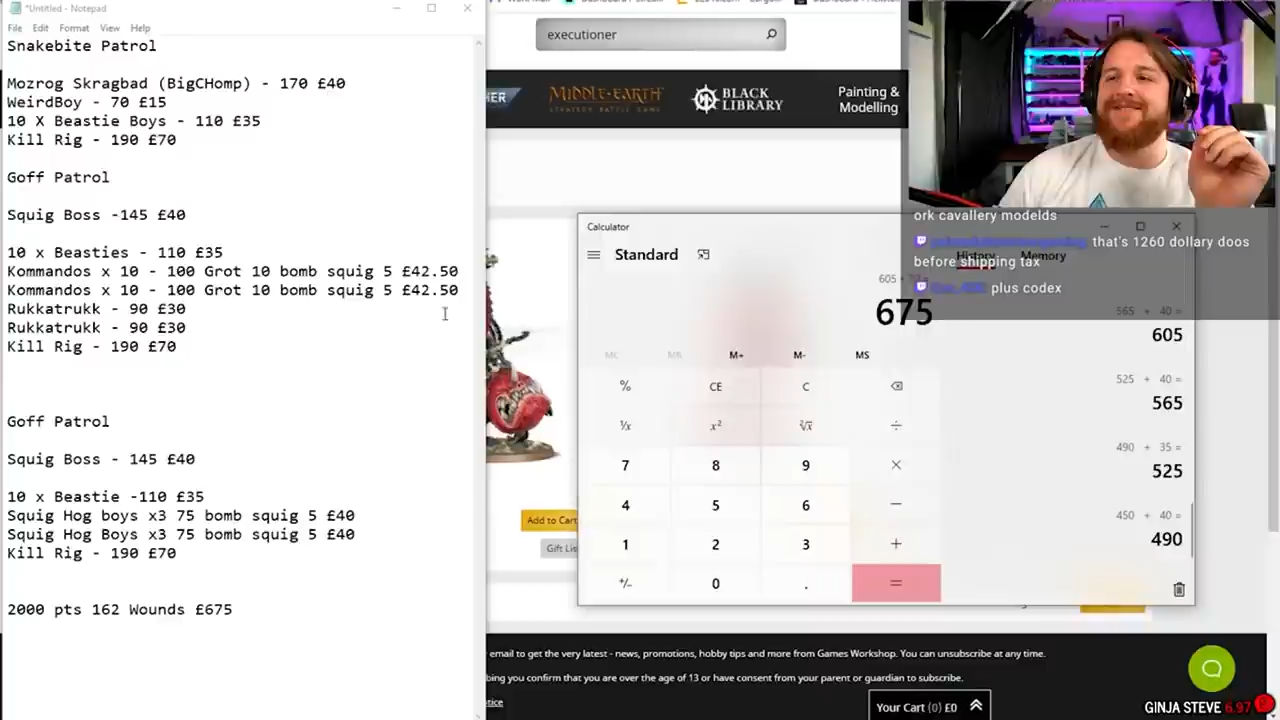 *Untitled - Notepad
File Edit Format View Help
Snakebite Patrol
Mozrog Skragbad (BigCHomp) - 170 £40
WeirdBoy - 70 £15
10 X Beastie Boys - 110 £35
Kill Rig - 190 £70
Goff Patrol
Squig Boss -145 £40
10 x Beasties - 110 £35
Kommandos x 10 - 100 Grot 10 bomb squig 5 £42.50
Kommandos x 10 - 100 Grot 10 bomb squig 5 £42.50
Rukkatrukk - 90 £30
Rukkatrukk - 90 £30
Kill Rig - 190 £70
Goff Patrol
Squig Boss - 145 £40
10 x Beastie -110 £35
Squig Hog boys x3 75 bomb squig 5 £40
Squig Hog Boys x3 75 bomb squig 5 £40
Kill Rig - 190 £70
2000 pts 162 Wounds £675
executioner
MIDDLE-EARTH
BLACK LIBRARY
Painting & Modelling
ork cavallery modelds
that's 1260 dollary doos
before shipping tax
plus codex
Calculator
Standard
History Memory
675
MC MR M+ M- MS
% CE C
¹/x x² ²√x ÷
7 8 9 ×
4 5 6 −
1 2 3 +
+/- 0 . =
565 + 40 =
605
525 + 40 =
565
490 + 35 =
525
450 + 40 =
490
Add to Cart
Gift List
email to get the very latest - news, promotions, hobby tips and more from Games Workshop. You can unsubscribe at any time.
bing you confirm that you are over the age of 13 or have consent from your parent or guardian to subscribe.
Your Cart (0) £0
GINJA STEVE 6.97